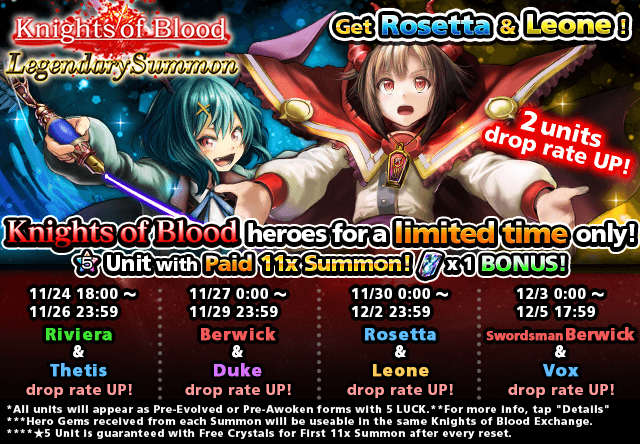 Knights of Blood
Legendary Summon
Get Rosetta & Leone !
2 units
drop rate UP!
Knights of Blood heroes for a limited time only!
★5 Unit with Paid 11x Summon! x 1 BONUS!
11/24 18:00 ～
11/26 23:59
Riviera
&
Thetis
drop rate UP!
11/27 0:00 ～
11/29 23:59
Berwick
&
Duke
drop rate UP!
11/30 0:00 ～
12/2 23:59
Rosetta
&
Leone
drop rate UP!
12/3 0:00 ～
12/5 17:59
Swordsman Berwick
&
Vox
drop rate UP!
*All units will appear as Pre-Evolved or Pre-Awoken forms with 5 LUCK.**For more info, tap "Details"
***Hero Gems received from each Summon will be useable in the same Knights of Blood Exchange.
****★5 Unit is guaranteed with Free Crystals for First 11x Summon after every reset.